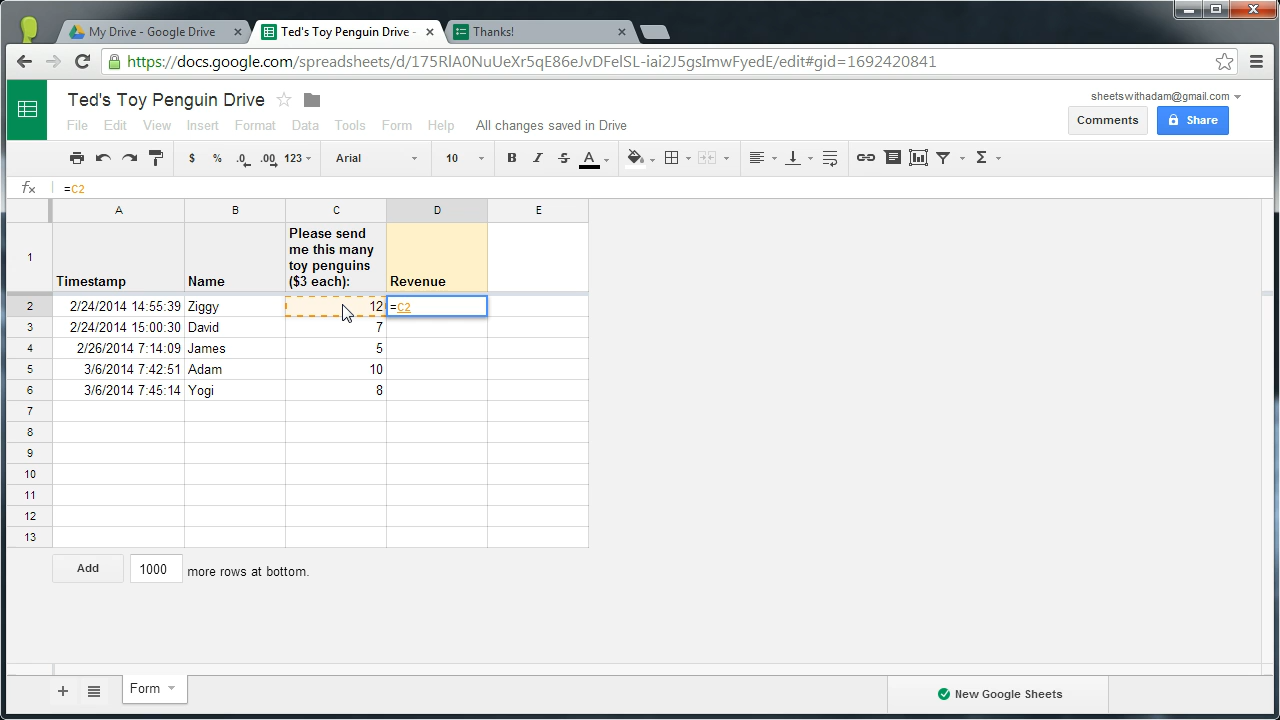 My Drive - Google Drive
Ted's Toy Penguin Drive -
Thanks!
https://docs.google.com/spreadsheets/d/175RlA0NuUeXr5qE86eJvDFelSL-iai2J5gsImwFyedE/edit#gid=1692420841
Ted's Toy Penguin Drive
sheetswithadam@gmail.com
File Edit View Insert Format Data Tools Form Help All changes saved in Drive
Comments Share
$ % .0 .00 123 Arial 10 B I S A Σ
fx =C2
A B C D E
1 Timestamp Name
Please send
me this many
toy penguins
($3 each):
Revenue
2 2/24/2014 14:55:39 Ziggy 12 =C2
3 2/24/2014 15:00:30 David 7
4 2/26/2014 7:14:09 James 5
5 3/6/2014 7:42:51 Adam 10
6 3/6/2014 7:45:14 Yogi 8
7
8
9
10
11
12
13
Add 1000 more rows at bottom.
+ Form
New Google Sheets